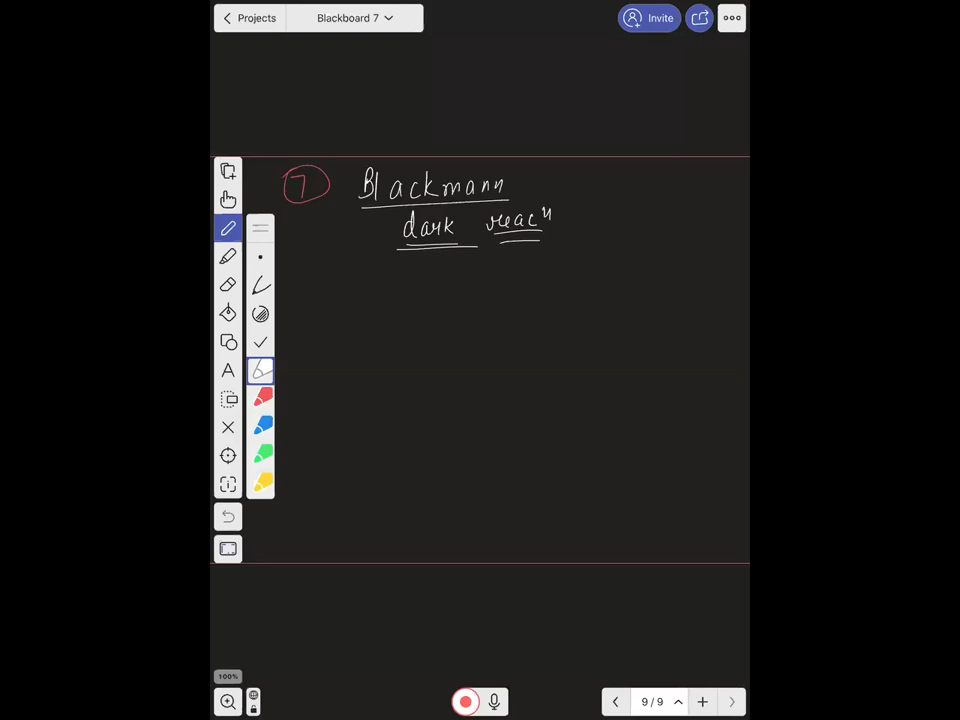 Projects
Blackboard 7
Invite
7 Blackmann
dark reacⁿ
A
100%
9/9